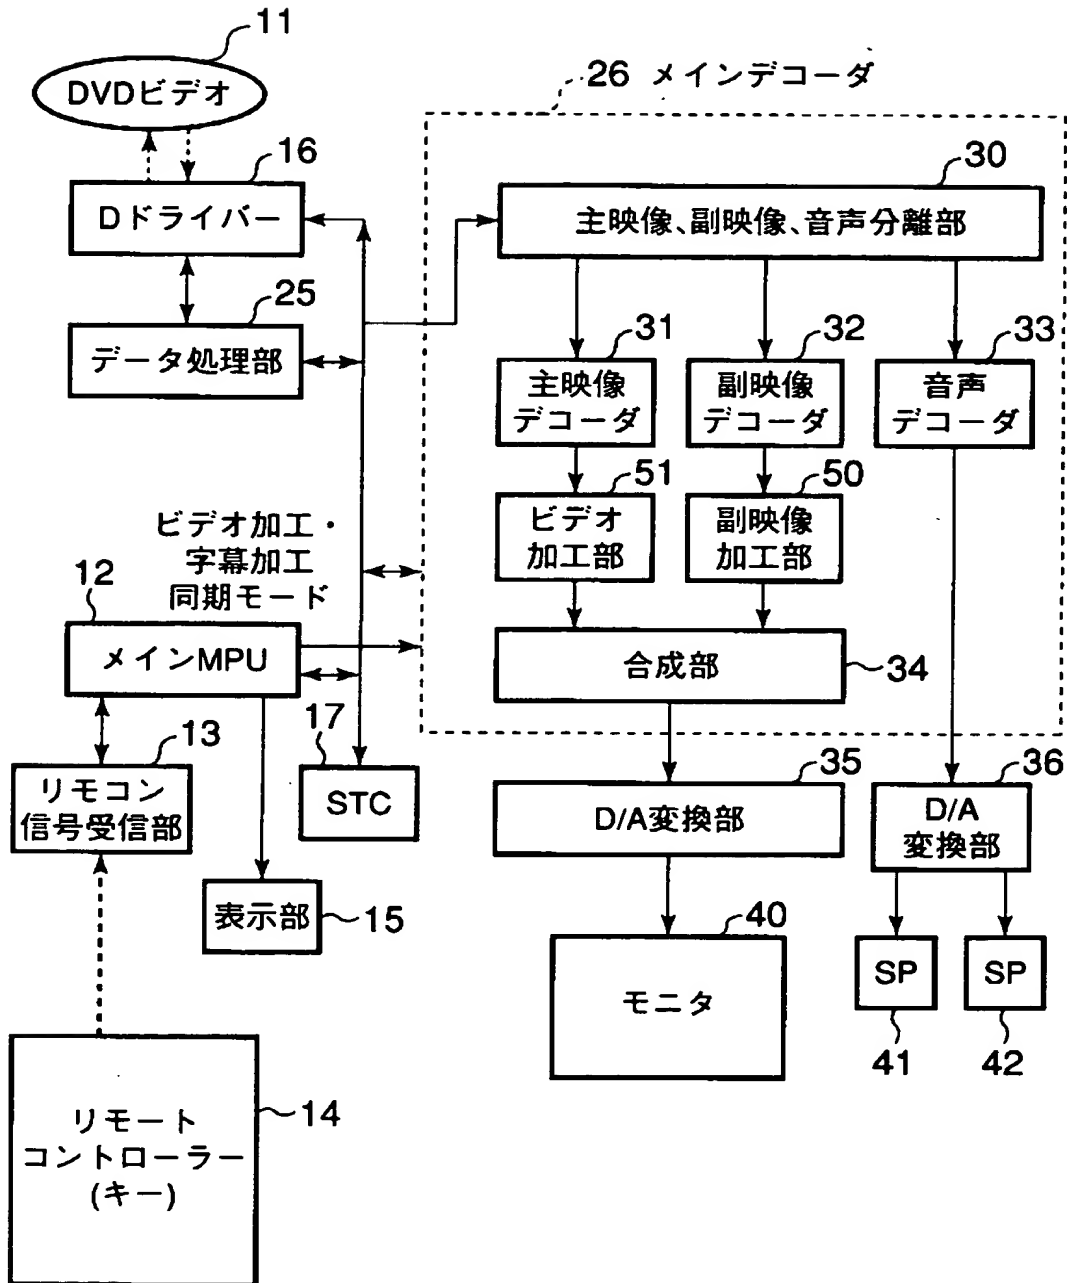 11
DVDビデオ
16
Dドライバー
25
データ処理部
26 メインデコーダ
30
主映像、副映像、音声分離部
31
主映像
デコーダ
32
副映像
デコーダ
33
音声
デコーダ
51
ビデオ
加工部
50
副映像
加工部
ビデオ加工・
字幕加工
同期モード
12
メインMPU
合成部
34
13
リモコン
信号受信部
17
STC
35
D/A変換部
36
D/A
変換部
表示部
15
40
モニタ
SP
SP
41
42
リモート
コントローラー
(キー)
14